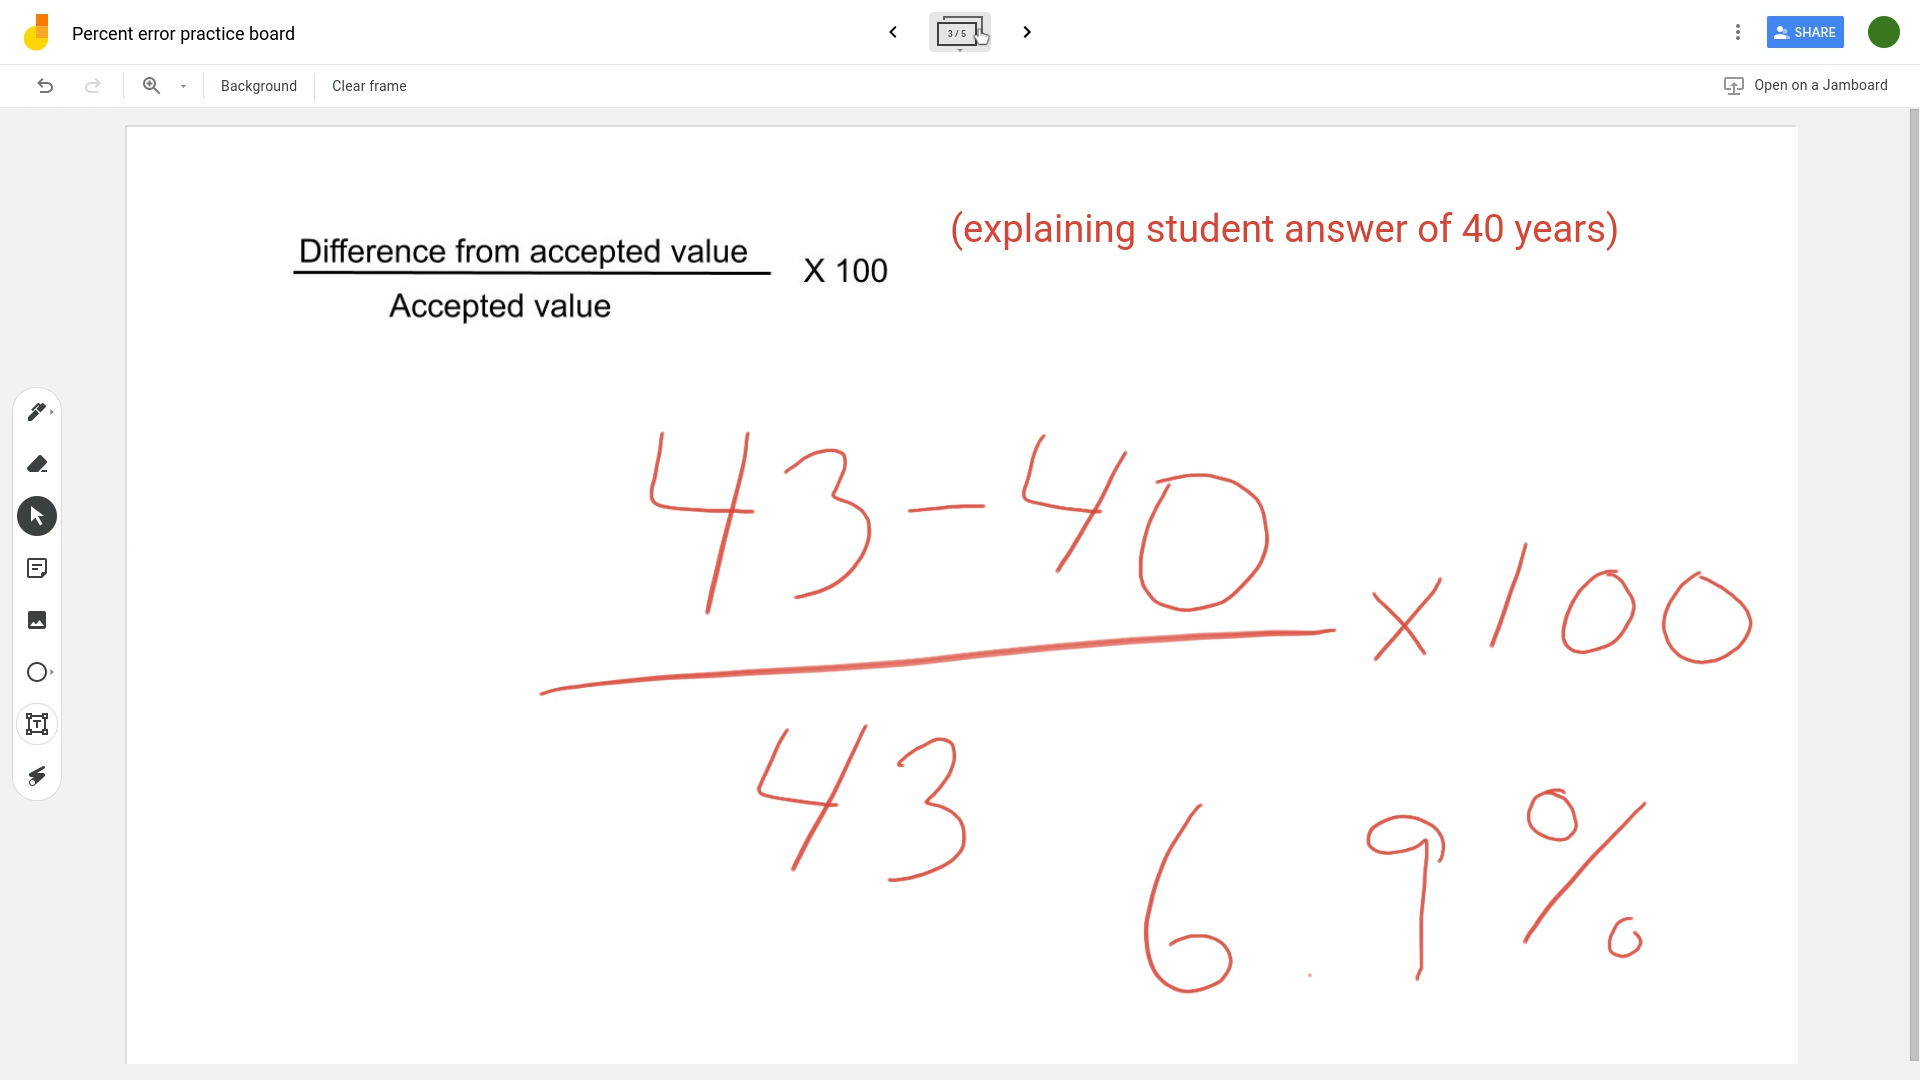 Percent error practice board
3 / 5
SHARE
Background
Clear frame
Open on a Jamboard
(explaining student answer of 40 years)
Difference from accepted value
X 100
Accepted value
43-40
x 100
43
6.9%